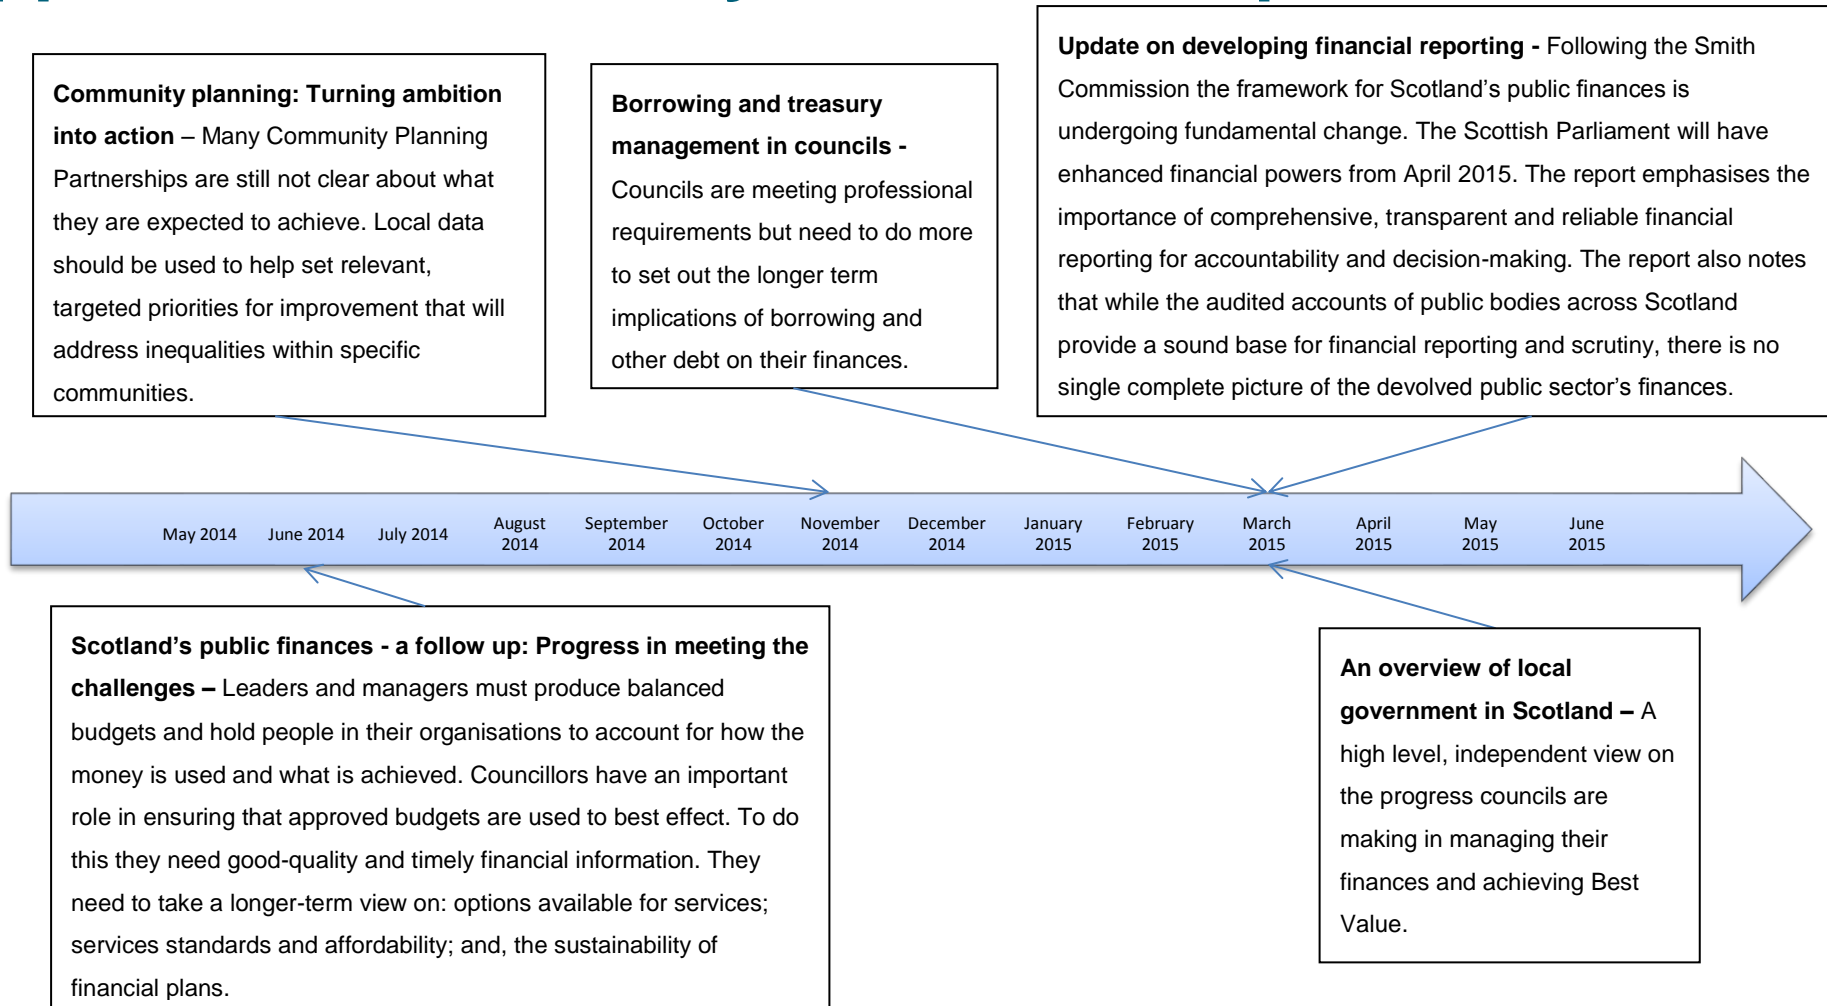 Community planning: Turning ambition
into action – Many Community Planning
Partnerships are still not clear about what
they are expected to achieve. Local data
should be used to help set relevant,
targeted priorities for improvement that will
address inequalities within specific
communities.
Borrowing and treasury
management in councils -
Councils are meeting professional
requirements but need to do more
to set out the longer term
implications of borrowing and
other debt on their finances.
Update on developing financial reporting - Following the Smith
Commission the framework for Scotland’s public finances is
undergoing fundamental change. The Scottish Parliament will have
enhanced financial powers from April 2015. The report emphasises the
importance of comprehensive, transparent and reliable financial
reporting for accountability and decision-making. The report also notes
that while the audited accounts of public bodies across Scotland
provide a sound base for financial reporting and scrutiny, there is no
single complete picture of the devolved public sector’s finances.
May 2014
June 2014
July 2014
August
2014
September
2014
October
2014
November
2014
December
2014
January
2015
February
2015
March
2015
April
2015
May
2015
June
2015
Scotland’s public finances - a follow up: Progress in meeting the
challenges – Leaders and managers must produce balanced
budgets and hold people in their organisations to account for how the
money is used and what is achieved. Councillors have an important
role in ensuring that approved budgets are used to best effect. To do
this they need good-quality and timely financial information. They
need to take a longer-term view on: options available for services;
services standards and affordability; and, the sustainability of
financial plans.
An overview of local
government in Scotland – A
high level, independent view on
the progress councils are
making in managing their
finances and achieving Best
Value.